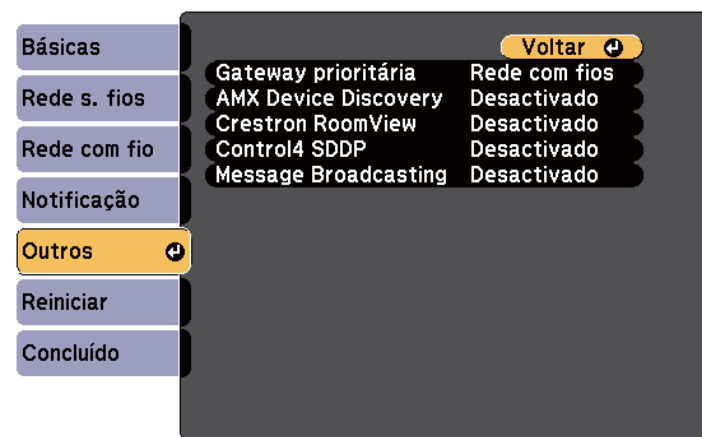 Básicas
Rede s. fios
Rede com fio
Notificação
Outros
Reiniciar
Concluído
Voltar
Gateway prioritária Rede com fios
AMX Device Discovery Desactivado
Crestron RoomView Desactivado
Control4 SDDP Desactivado
Message Broadcasting Desactivado